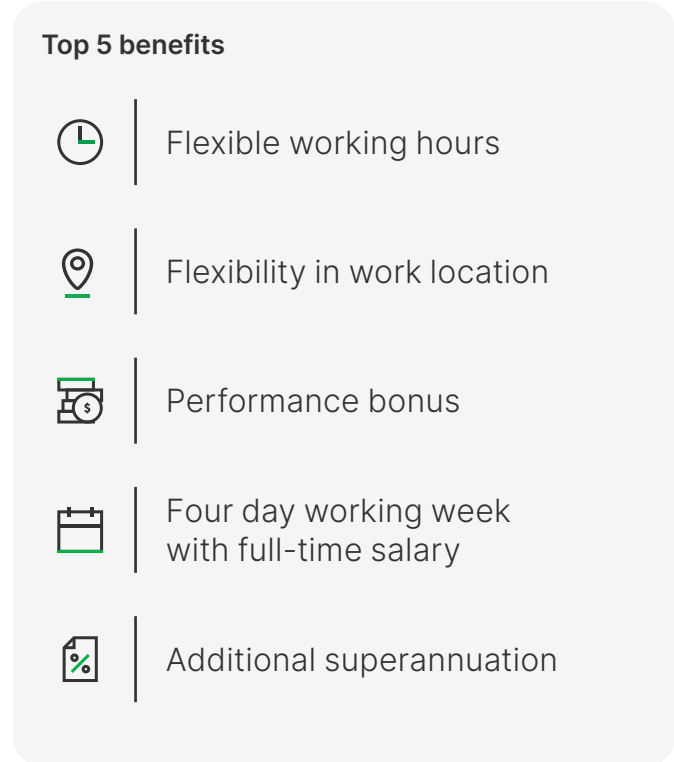 Top 5 benefits
Flexible working hours
Flexibility in work location
$
Performance bonus
Four day working week
with full-time salary
%
Additional superannuation